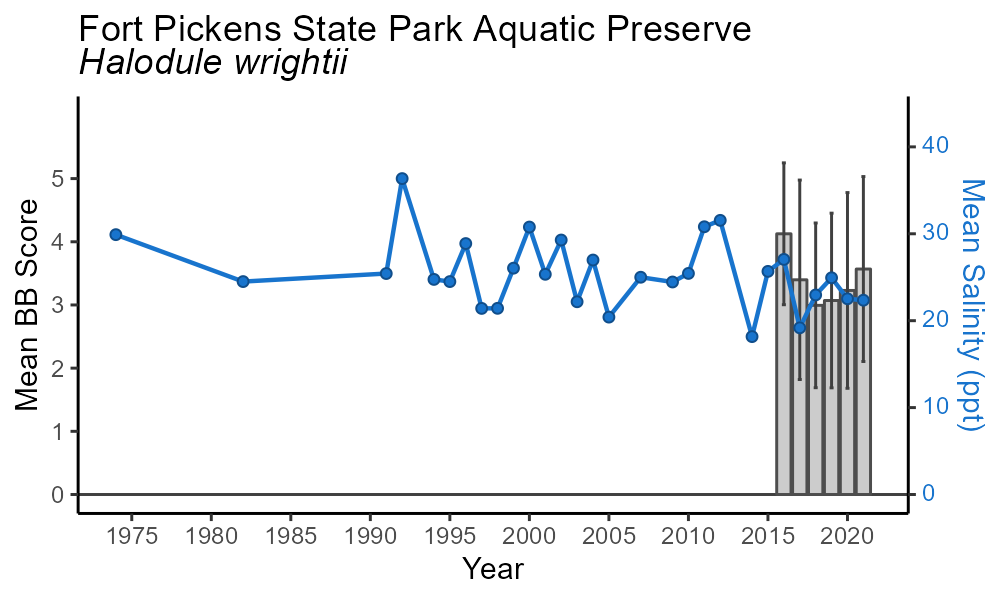 Fort Pickens State Park Aquatic Preserve
Halodule wrightii
Mean BB Score
5
4
3
2
1
0
40
30
20
10
0
Mean Salinity (ppt)
1975 1980 1985 1990 1995 2000 2005 2010 2015 2020
Year